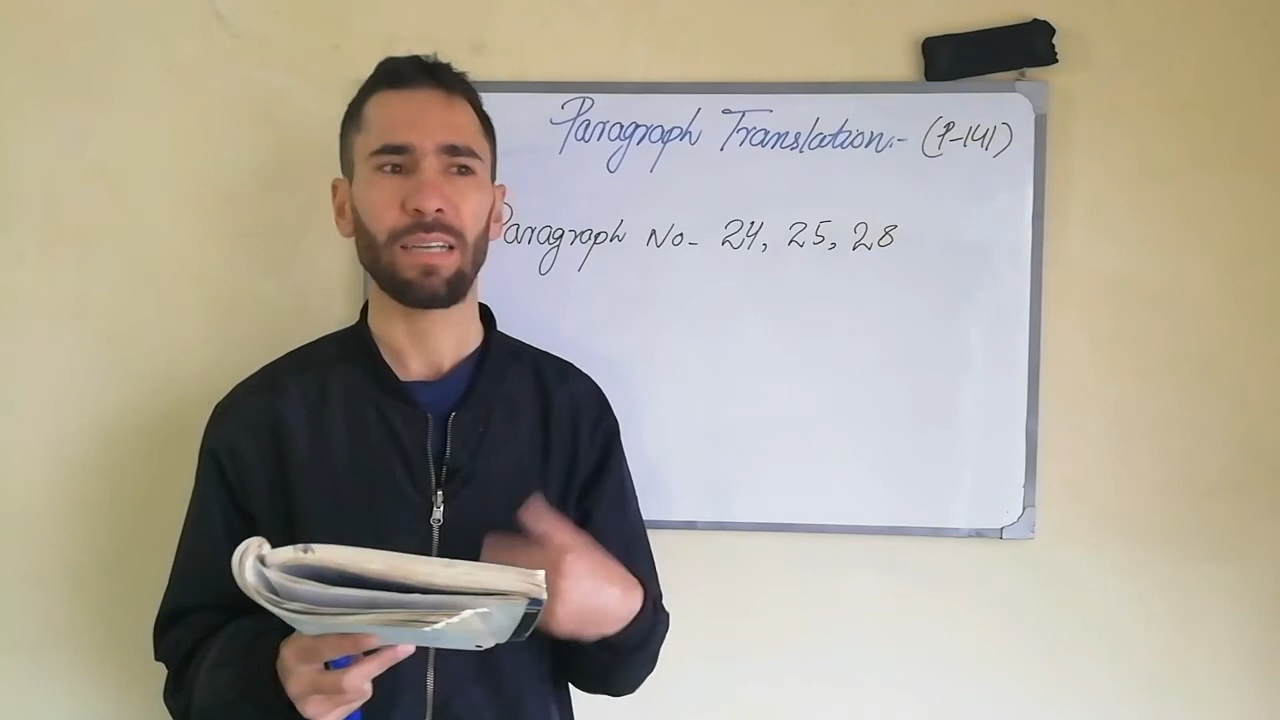 Paragraph Translation:- (P-141)
Paragraph No- 24, 25, 28